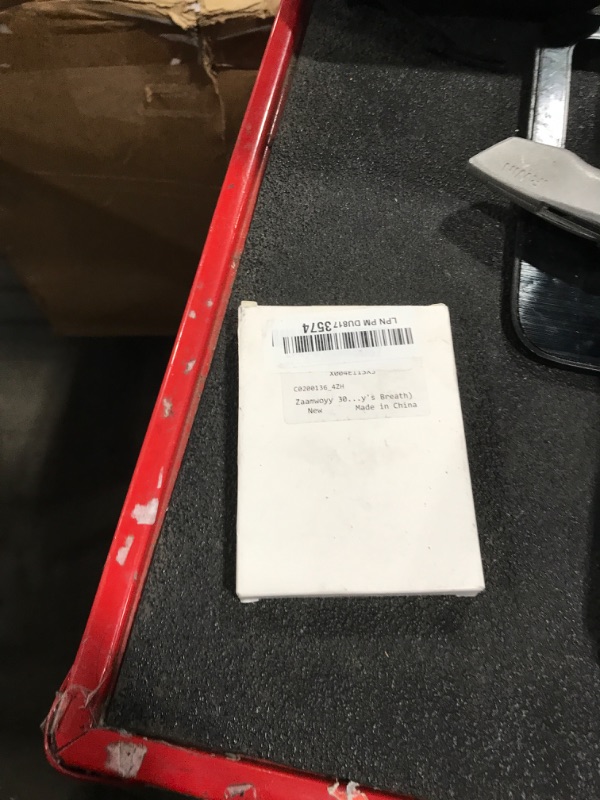 LPN PM DU817 3574
C0200136_4ZH
Zaamwoyy 30...y's Breath)
New Made in China